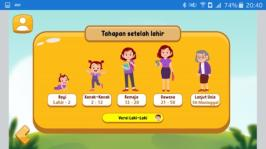 74% 20:40
Tahapan setelah lahir
Bayi
Lahir - 2
Kanak-Kanak
2 - 12
Remaja
12 - 20
Dewasa
21 - 50
Lanjut Usia
50 Meninggal
Versi Laki-Laki